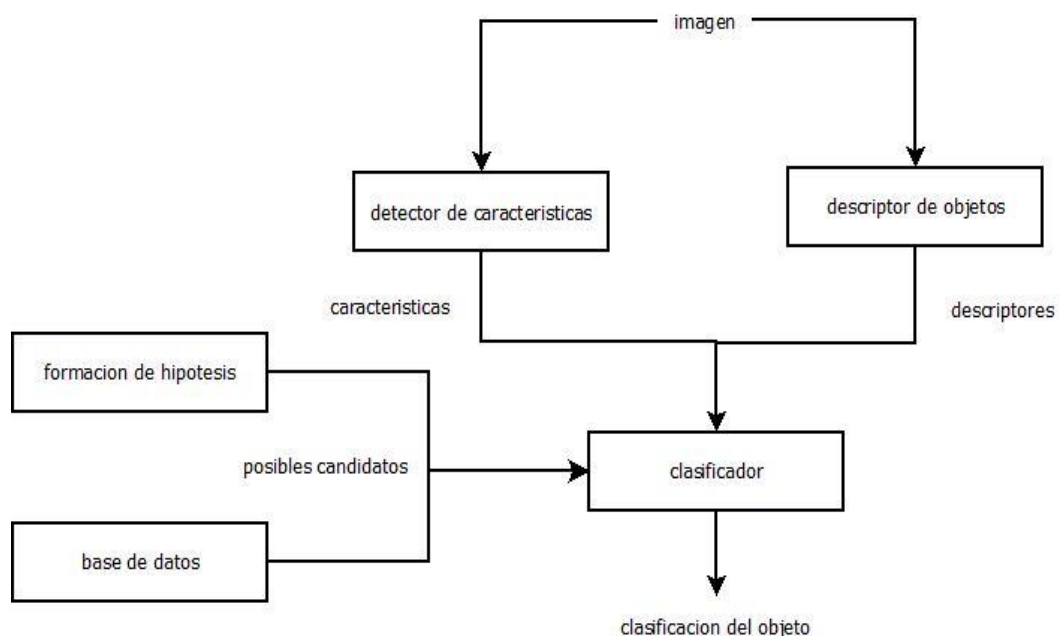 imagen
detector de caracteristicas
descriptor de objetos
caracteristicas
descriptores
formacion de hipotesis
posibles candidatos
clasificador
base de datos
clasificacion del objeto